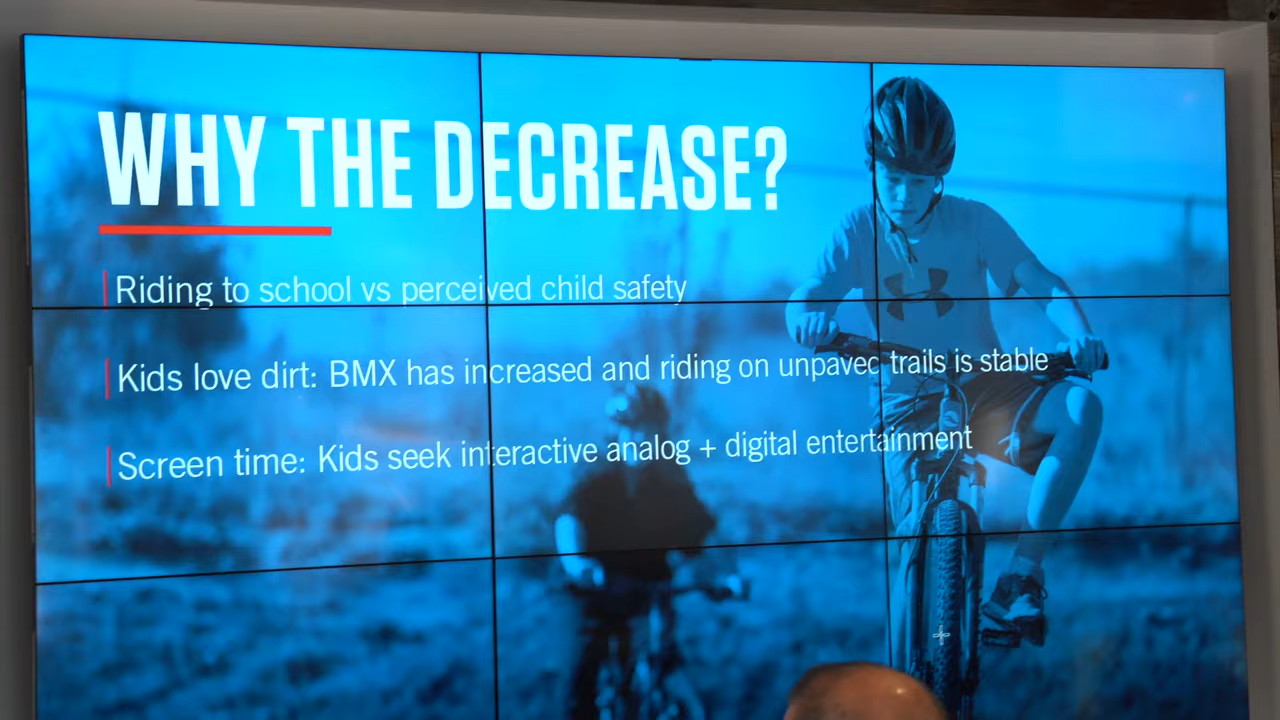 WHY THE DECREASE?
Riding to school vs perceived child safety
Kids love dirt: BMX has increased and riding on unpaved trails is stable
Screen time: Kids seek interactive analog + digital entertainment